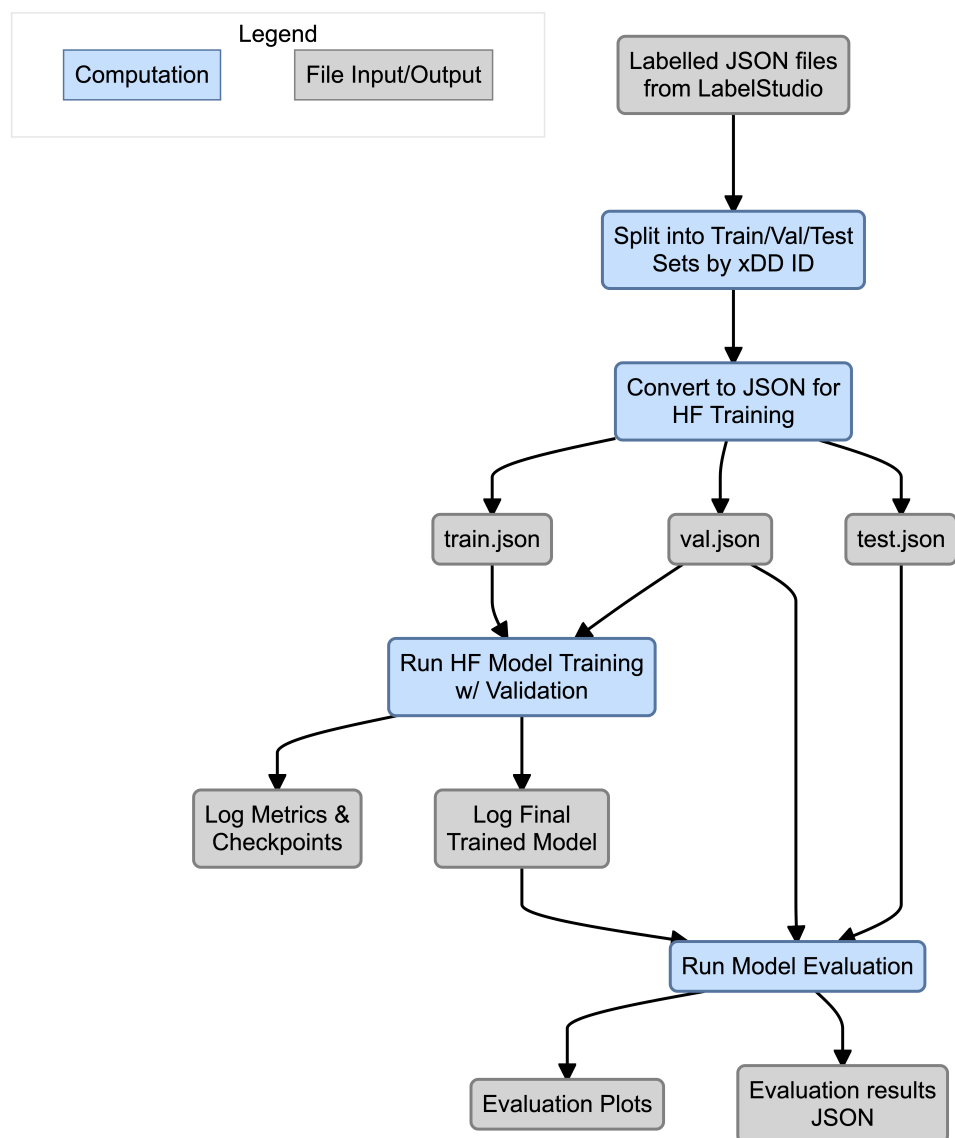 Legend
Computation
File Input/Output
Labelled JSON files
from LabelStudio
Split into Train/Val/Test
Sets by xDD ID
Convert to JSON for
HF Training
train.json
val.json
test.json
Run HF Model Training
w/ Validation
Log Metrics &
Checkpoints
Log Final
Trained Model
Run Model Evaluation
Evaluation Plots
Evaluation results
JSON